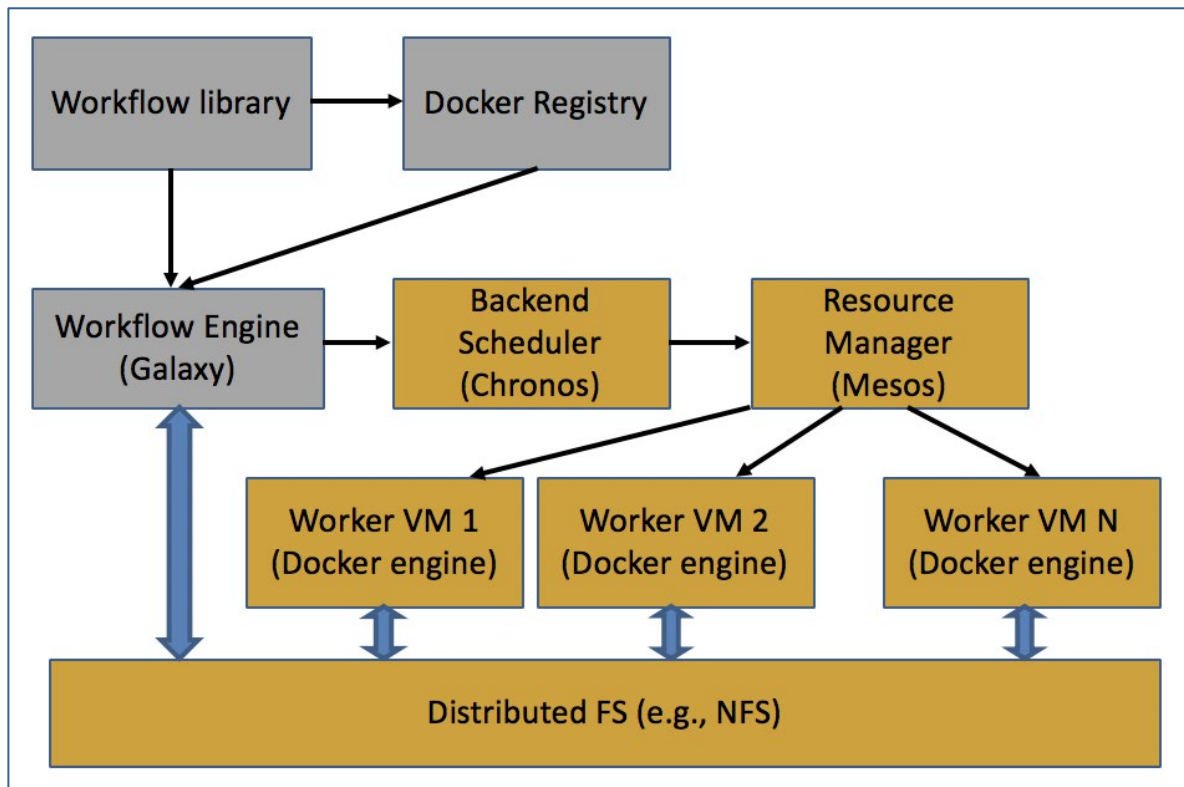 Workflow library
Docker Registry
Workflow Engine
(Galaxy)
Backend
Scheduler
(Chronos)
Resource
Manager
(Mesos)
Worker VM 1
(Docker engine)
Worker VM 2
(Docker engine)
Worker VM N
(Docker engine)
Distributed FS (e.g., NFS)